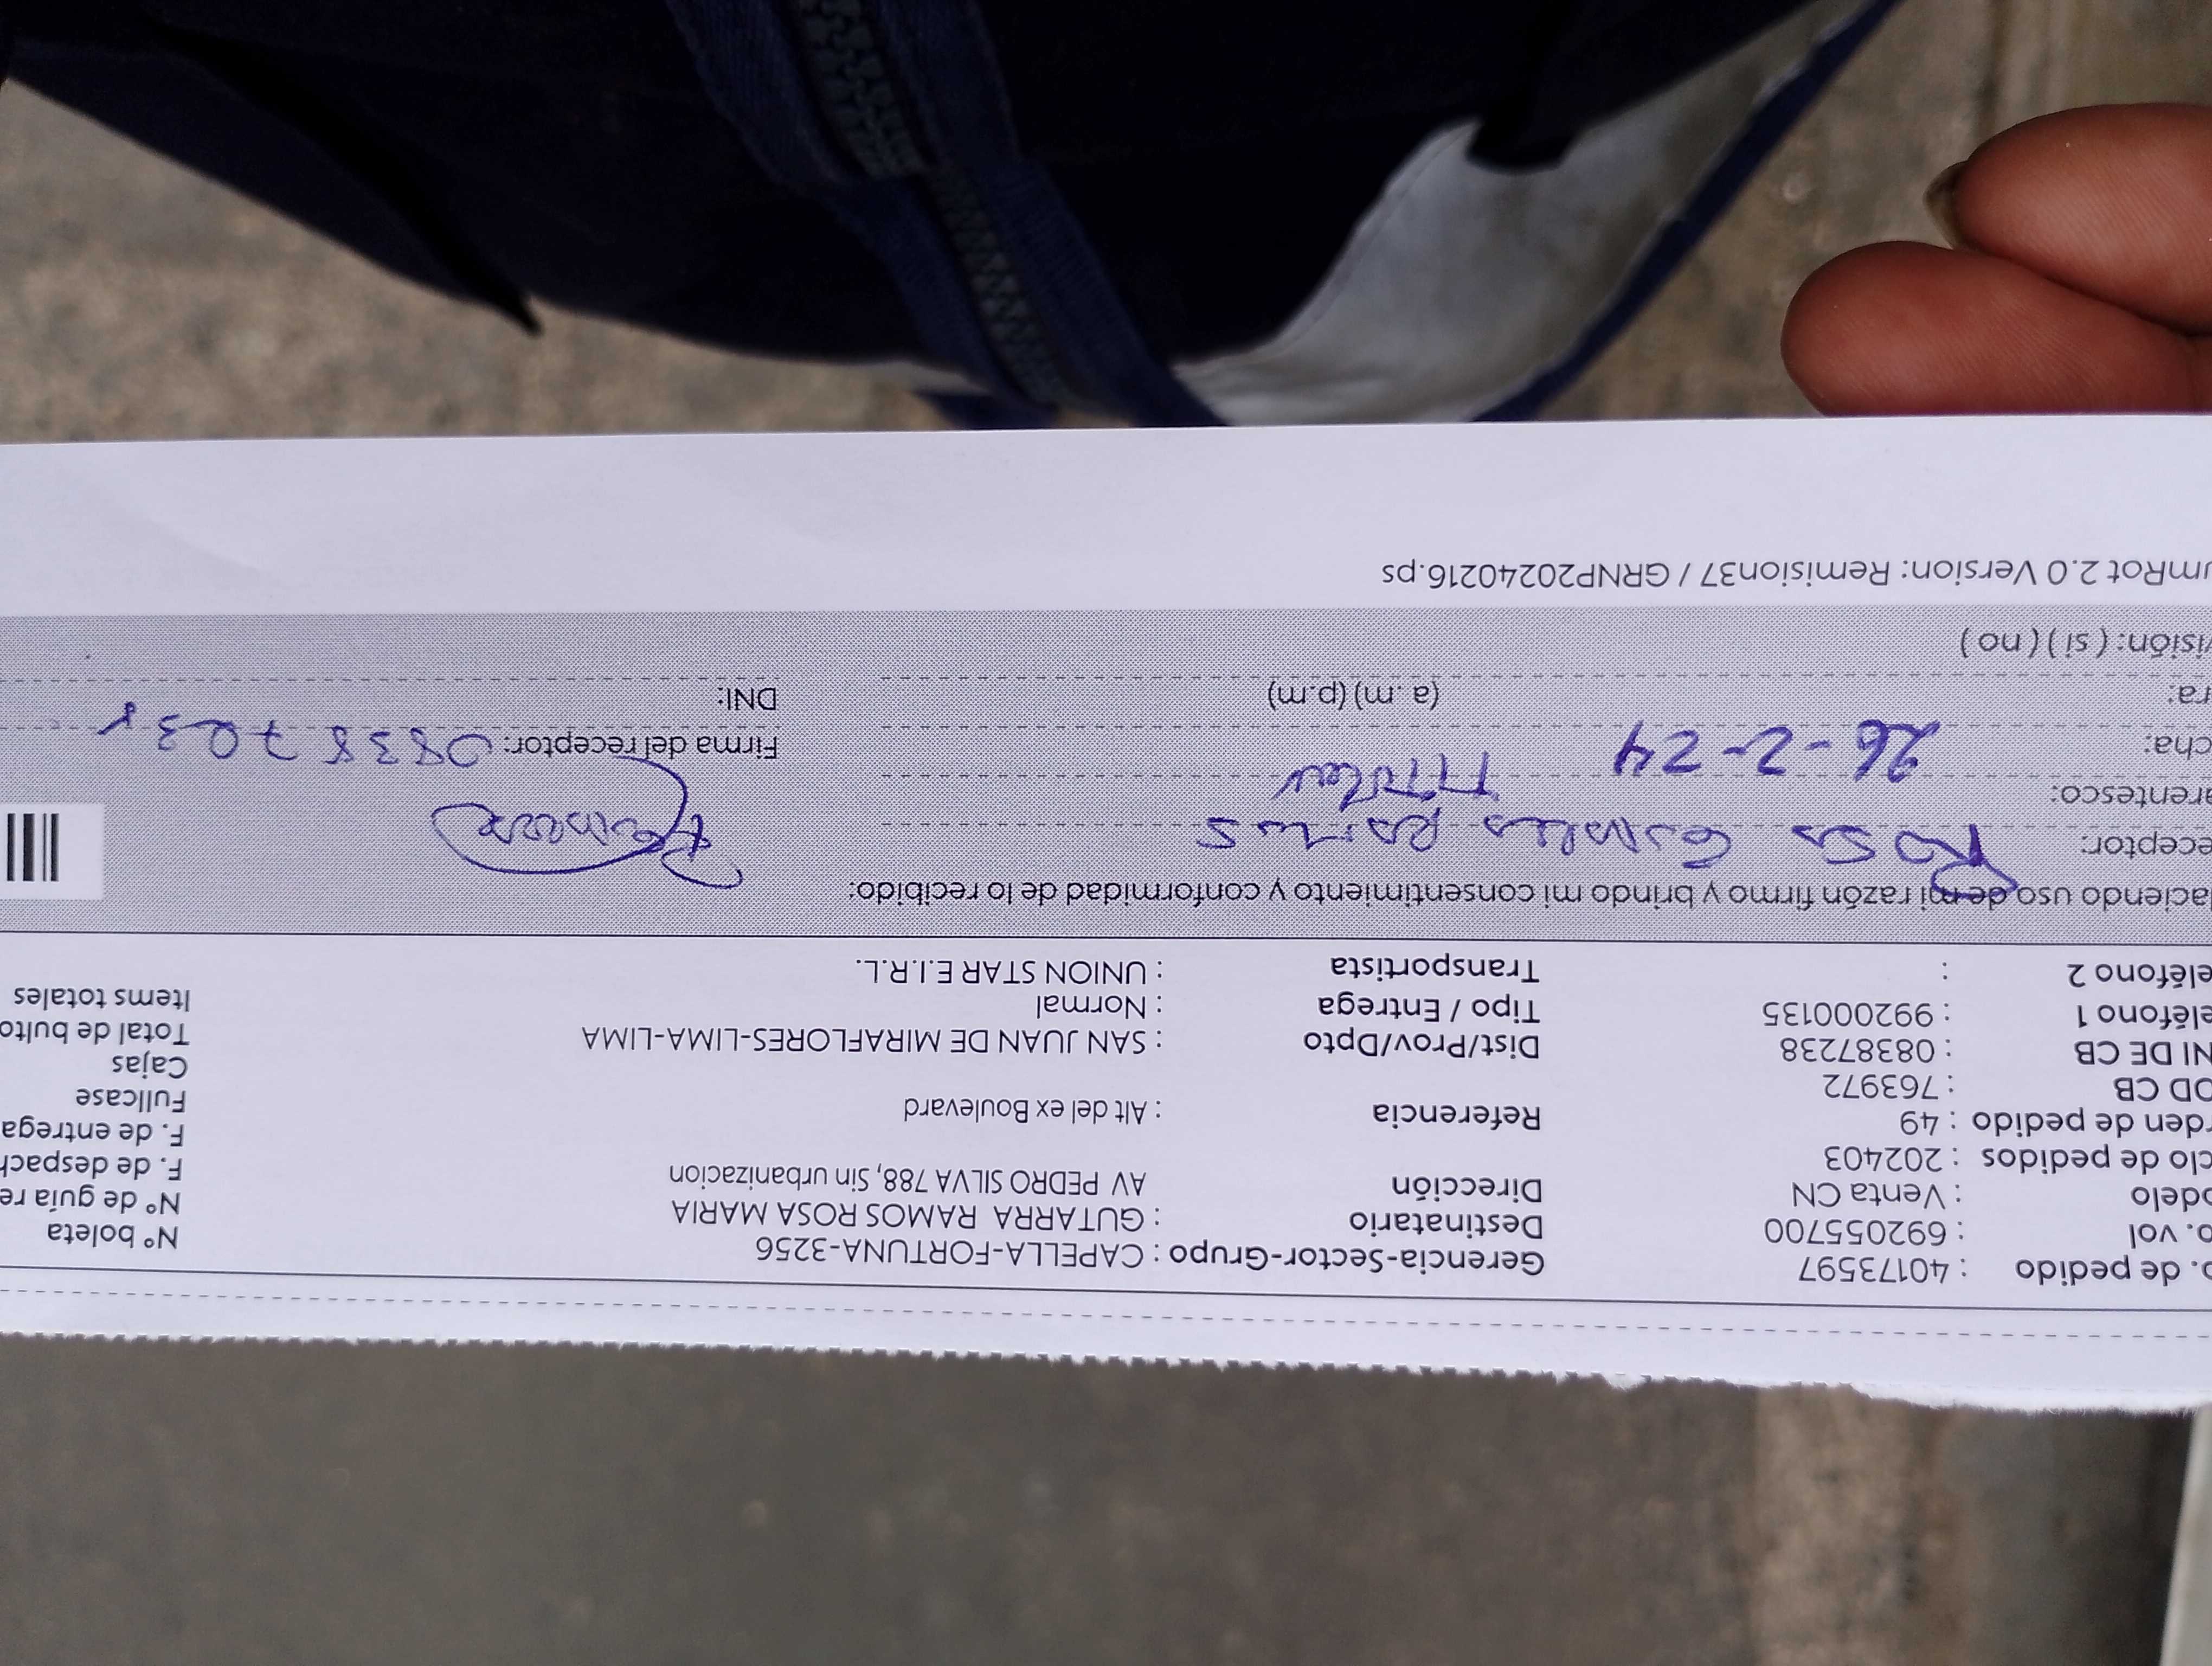 o. de pedido : 40173597 Gerencia-Sector-Grupo : CAPELLA-FORTUNA-3256 N° boleta
o. vol : 692055700 Destinatario : GUTARRA RAMOS ROSA MARIA N° de guía re
odelo : Venta CN Dirección AV PEDRO SILVA 788, Sin urbanizacion F. de despach
clo de pedidos : 202403 F. de entrega
rden de pedido : 49 Referencia : Alt del ex Boulevard Fullcase
OD CB : 763972 Cajas
NI DE CB : 08387238 Dist/Prov/Dpto : SAN JUAN DE MIRAFLORES-LIMA-LIMA Total de bulto
eléfono 1 : 992000135 Tipo / Entrega : Normal Items totales
eléfono 2 : Transportista : UNION STAR E.I.R.L.
aciendo uso de mi razón firmo y brindo mi consentimiento y conformidad de lo recibido:
eceptor: Rosa
arentesco: Titular
cha: 26-2-24 Firma del receptor:
ra: (a.m) (p.m) DNI:
visión: ( si ) ( no )
umRot 2.0 Version: Remision37 / GRNP20240216.ps